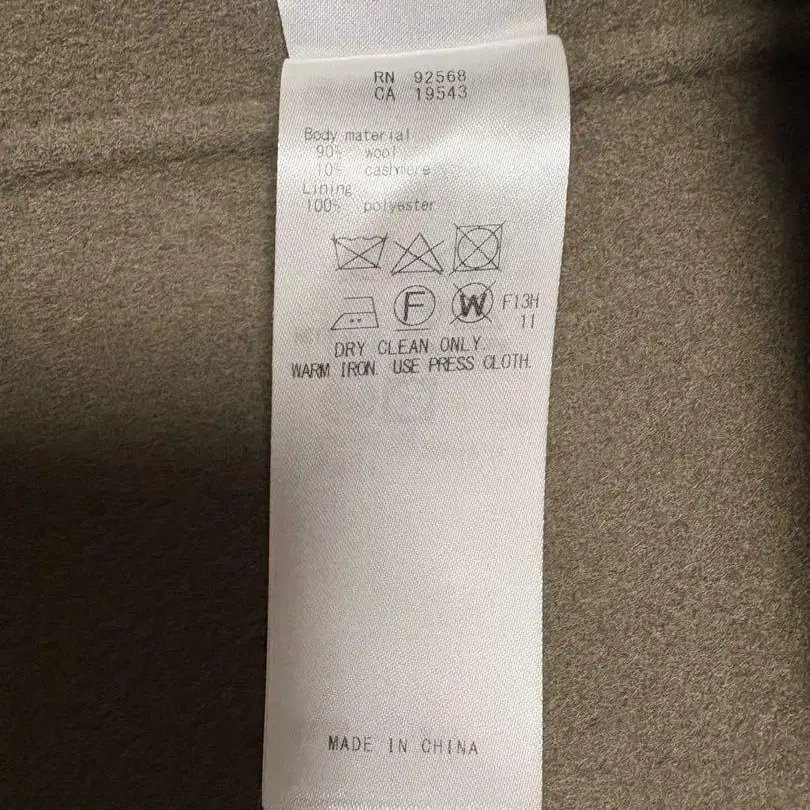 RN 92568
CA 19543
Body material
90% wool
10% cashmere
Lining
100% polyester
F W F13H
11
DRY CLEAN ONLY.
WARM IRON. USE PRESS CLOTH.
MADE IN CHINA